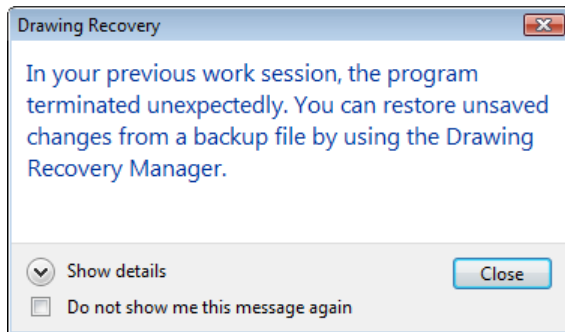 Drawing Recovery
In your previous work session, the program
terminated unexpectedly. You can restore unsaved
changes from a backup file by using the Drawing
Recovery Manager.
Show details
Close
Do not show me this message again